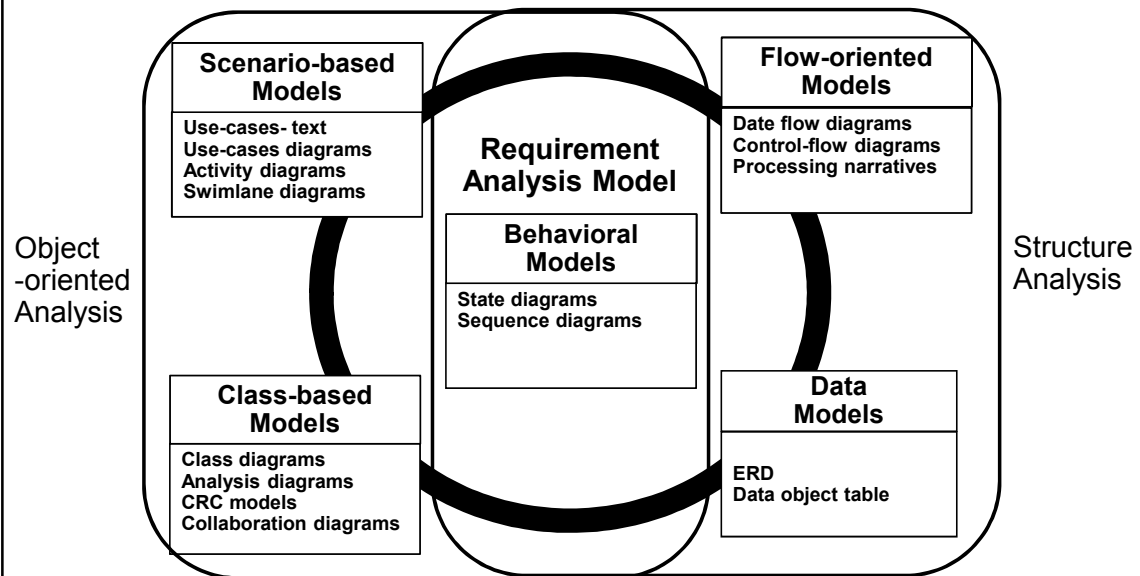 Scenario-based
Models
Use-cases- text
Use-cases diagrams
Activity diagrams
Swimlane diagrams
Flow-oriented
Models
Date flow diagrams
Control-flow diagrams
Processing narratives
Requirement
Analysis Model
Behavioral
Models
State diagrams
Sequence diagrams
Object
-oriented
Analysis
Structure
Analysis
Class-based
Models
Class diagrams
Analysis diagrams
CRC models
Collaboration diagrams
Data
Models
ERD
Data object table